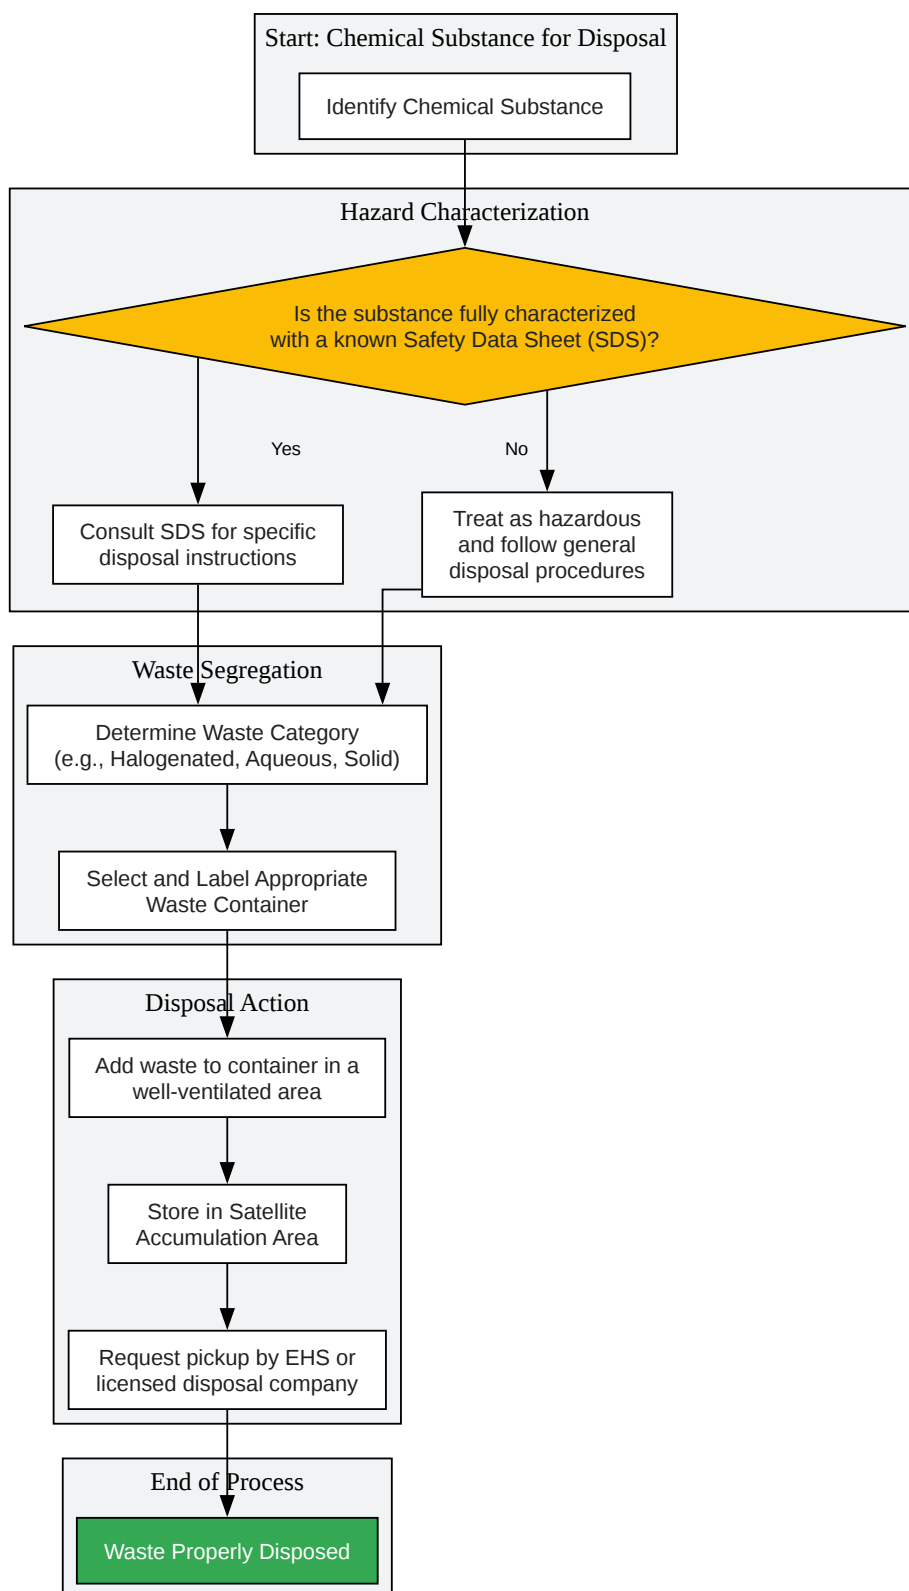 Start: Chemical Substance for Disposal
Identify Chemical Substance
Hazard Characterization
Is the substance fully characterized
with a known Safety Data Sheet (SDS)?
Yes
No
Consult SDS for specific
disposal instructions
Treat as hazardous
and follow general
disposal procedures
Waste Segregation
Determine Waste Category
(e.g., Halogenated, Aqueous, Solid)
Select and Label Appropriate
Waste Container
Disposal Action
Add waste to container in a
well-ventilated area
Store in Satellite
Accumulation Area
Request pickup by EHS or
licensed disposal company
End of Process
Waste Properly Disposed